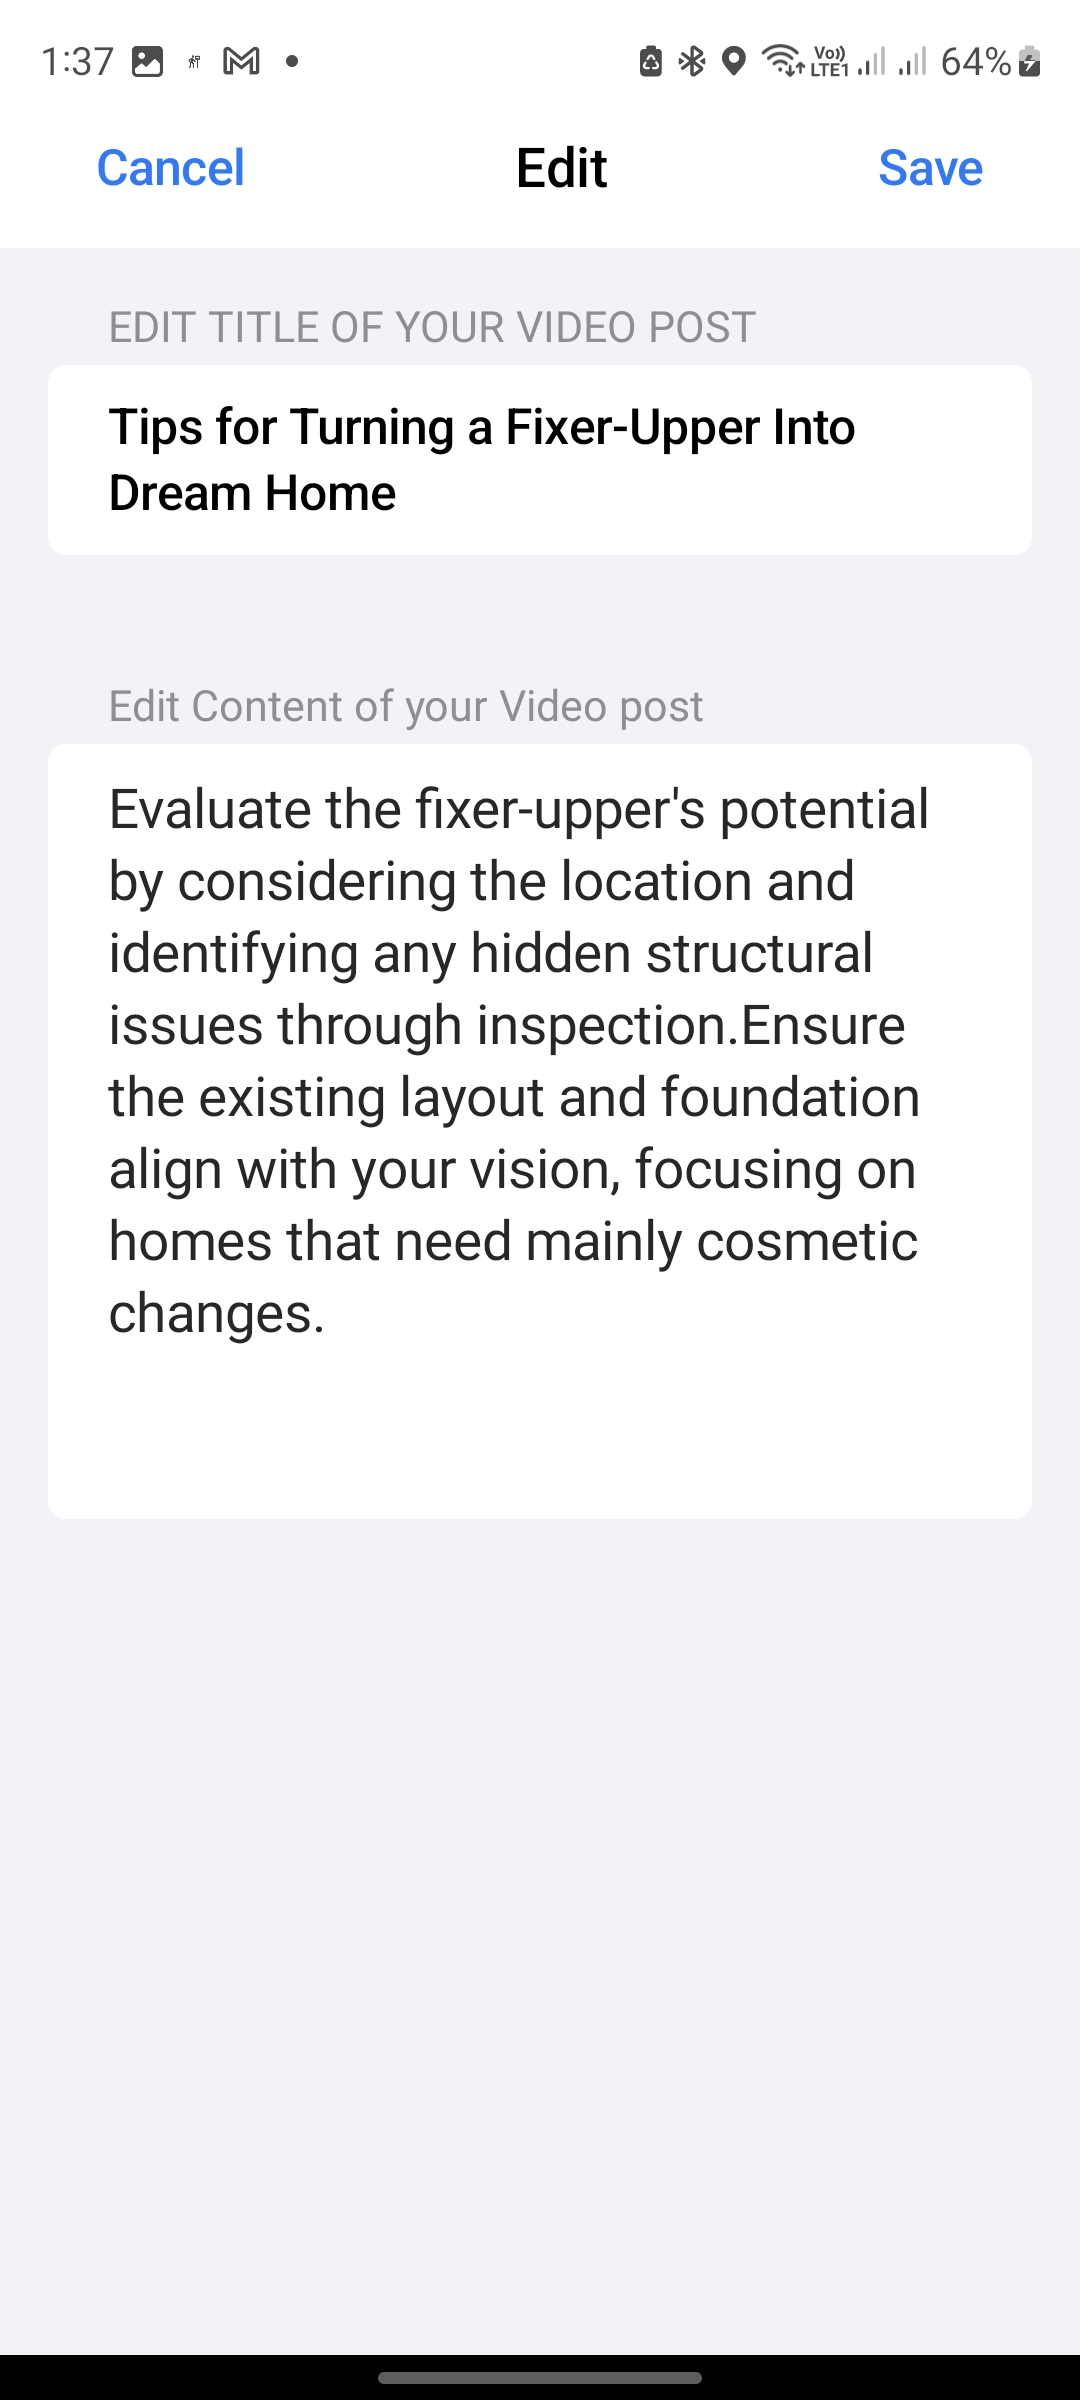 1:37 Vo)) LTE1 64%
Cancel Edit Save
EDIT TITLE OF YOUR VIDEO POST
Tips for Turning a Fixer-Upper Into
Dream Home
Edit Content of your Video post
Evaluate the fixer-upper's potential
by considering the location and
identifying any hidden structural
issues through inspection.Ensure
the existing layout and foundation
align with your vision, focusing on
homes that need mainly cosmetic
changes.